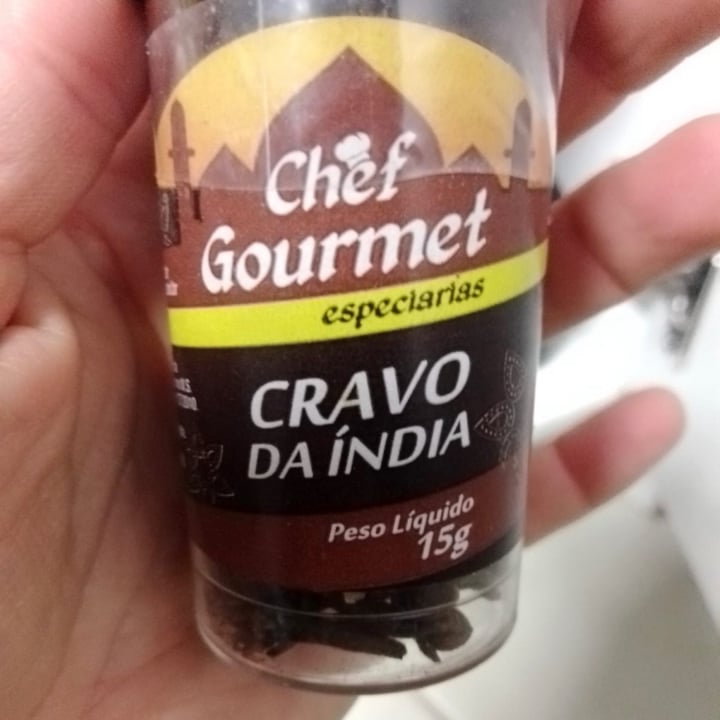 Chef
Gourmet
especiarias
CRAVO
DA ÍNDIA
Peso Líquido
15g